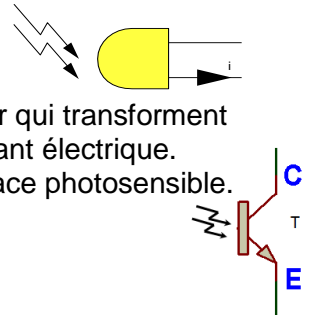 i
r qui transforment
ant électrique.
ace photosensible.
C
T
E